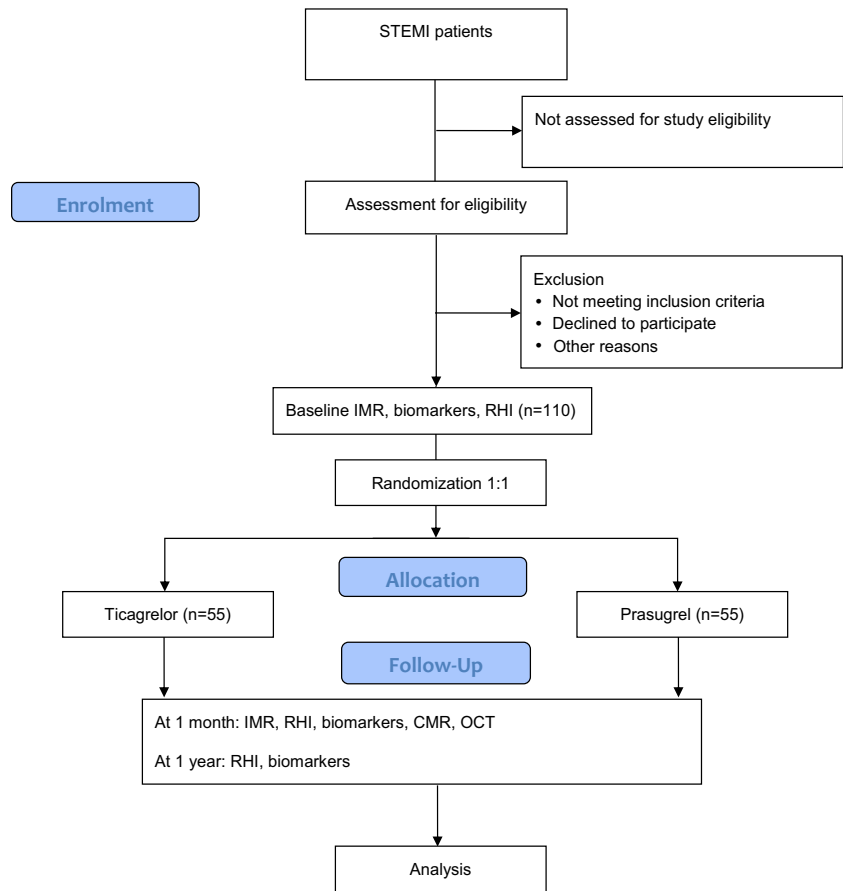 STEMI patients
Not assessed for study eligibility
Enrolment
Assessment for eligibility
Exclusion
• Not meeting inclusion criteria
• Declined to participate
• Other reasons
Baseline IMR, biomarkers, RHI (n=110)
Randomization 1:1
Allocation
Ticagrelor (n=55)
Prasugrel (n=55)
Follow-Up
At 1 month: IMR, RHI, biomarkers, CMR, OCT
At 1 year: RHI, biomarkers
Analysis